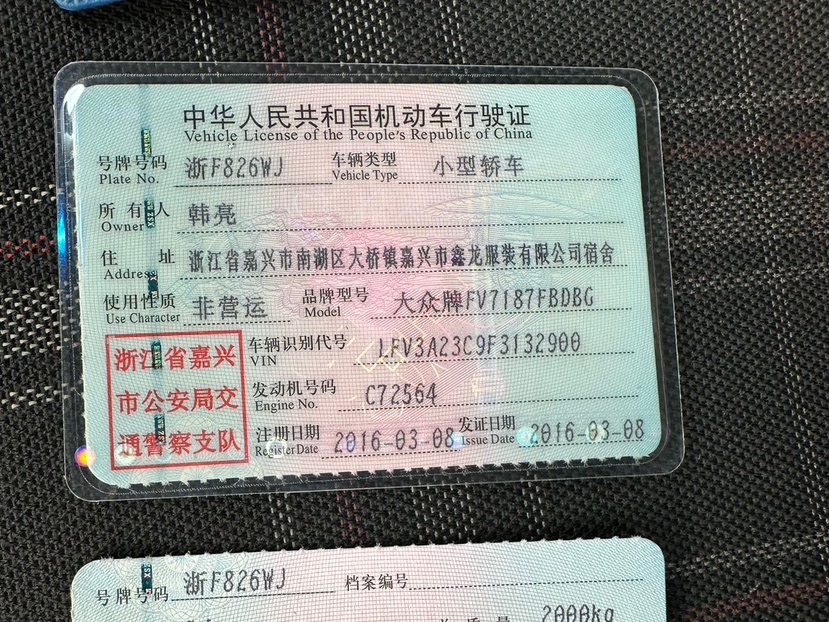 中华人民共和国机动车行驶证
Vehicle License of the People's Republic of China
号牌号码 浙F826WJ 车辆类型 小型轿车
Plate No. Vehicle Type
所有人 韩亮
Owner
住址 浙江省嘉兴市南湖区大桥镇嘉兴市鑫龙服装有限公司宿舍
Address
使用性质 非营运 品牌型号 大众牌FV7187FBDBG
Use Character Model
浙江省嘉兴
市公安局交
通警察支队
车辆识别代号 LFV3A23C9F3132900
VIN
发动机号码 C72564
Engine No.
注册日期 2016-03-08 发证日期 2016-03-08
Register Date Issue Date
号牌号码 浙F826WJ 档案编号
2000kg